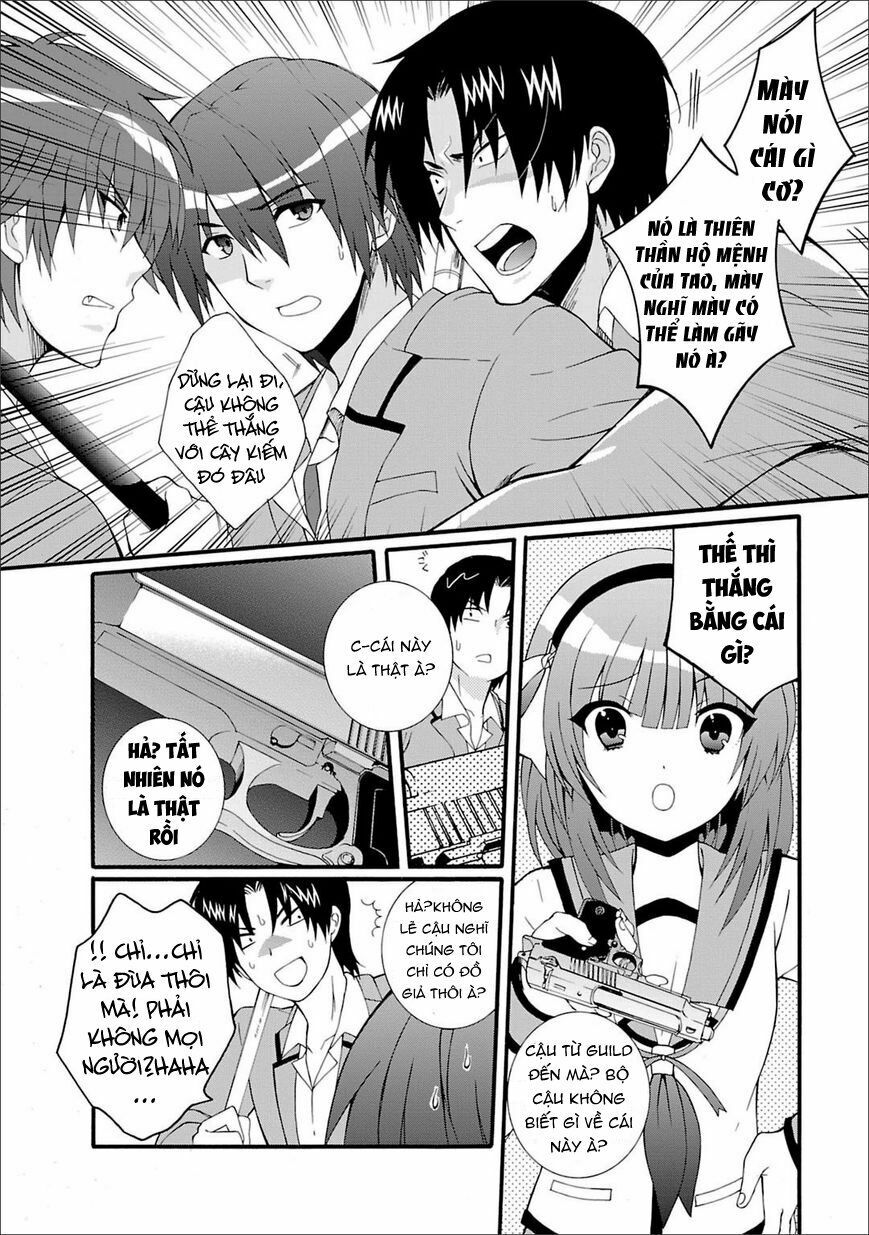 MÀY
NÓI
CÁI GÌ
CƠ?
NÓ LÀ THIÊN
THẦN HỘ MỆNH
CỦA TAO, MÀY
NGHĨ MÀY CÓ
THỂ LÀM GÃY
NÓ À?
DỪNG LẠI ĐI,
CẬU KHÔNG
THỂ THẮNG
VỚI CÂY KIẾM
ĐÓ ĐÂU
THẾ THÌ
THẮNG
BẰNG CÁI
GÌ?
C-CÁI NÀY
LÀ THẬT À?
HẢ? TẤT
NHIÊN NÓ
LÀ THẬT
RỒI
CẬU TỪ GUILD
ĐẾN MÀ? BỘ
CẬU KHÔNG
BIẾT GÌ VỀ CÁI
NÀY À?
HẢ?KHÔNG
LẼ CẬU NGHĨ
CHÚNG TÔI
CHỈ CÓ ĐỒ
GIẢ THÔI À?
!! CHỈ...CHỈ
LÀ ĐÙA THÔI
MÀ! PHẢI
KHÔNG MỌI
NGƯỜI?HAHA
...